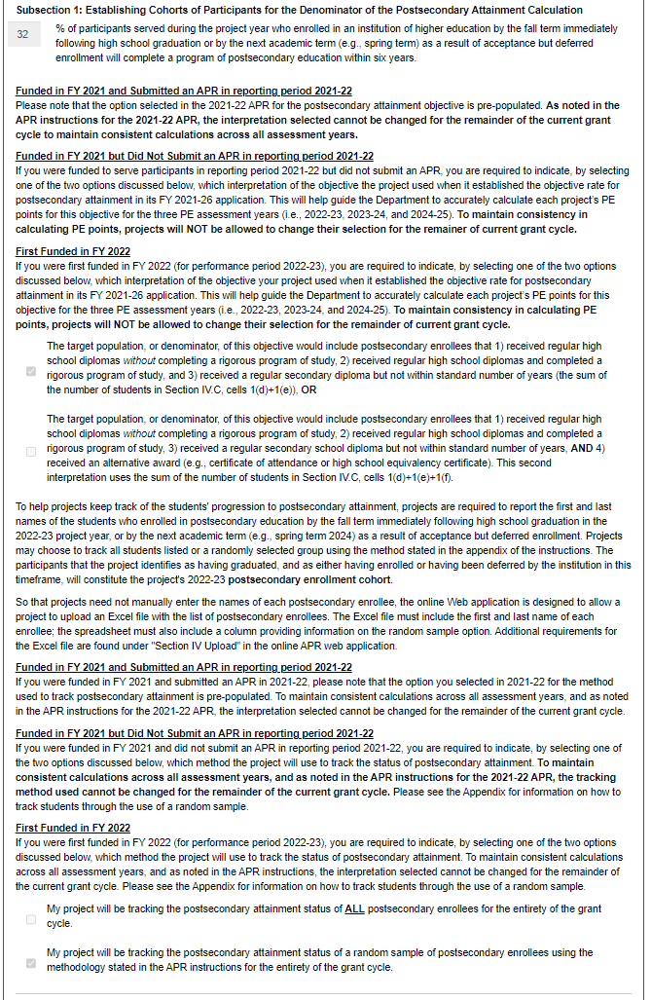 Subsection 1: Establishing Cohorts of Participants for the Denominator of the Postsecondary Attainment Calculation
32
% of participants served during the project year who enrolled in an institution of higher education by the fall term immediately
following high school graduation or by the next academic term (e.g., spring term) as a result of acceptance but deferred
enrollment will complete a program of postsecondary education within six years.
Funded in FY 2021 and Submitted an APR in reporting period 2021-22
Please note that the option selected in the 2021-22 APR for the postsecondary attainment objective is pre-populated. As noted in the
APR instructions for the 2021-22 APR, the interpretation selected cannot be changed for the remainder of the current grant
cycle to maintain consistent calculations across all assessment years.
Funded in FY 2021 but Did Not Submit an APR in reporting period 2021-22
If you were funded to serve participants in reporting period 2021-22 but did not submit an APR, you are required to indicate, by selecting
one of the two options discussed below, which interpretation of the objective the project used when it established the objective rate for
postsecondary attainment in its FY 2021-26 application. This will help guide the Department to accurately calculate each project's PE
points for this objective for the three PE assessment years (i.e., 2022-23, 2023-24, and 2024-25). To maintain consistency in
calculating PE points, projects will NOT be allowed to change their selection for the remainer of current grant cycle.
First Funded in FY 2022
If you were first funded in FY 2022 (for performance period 2022-23), you are required to indicate, by selecting one of the two options
discussed below, which interpretation of the objective your project used when it established the objective rate for postsecondary
attainment in its FY 2021-26 application. This will help guide the Department to accurately calculate each project's PE points for this
objective for the three PE assessment years (i.e., 2022-23, 2023-24, and 2024-25). To maintain consistency in calculating PE
points, projects will NOT be allowed to change their selection for the remainder of current grant cycle.
The target population, or denominator, of this objective would include postsecondary enrollees that 1) received regular high
school diplomas without completing a rigorous program of study, 2) received regular high school diplomas and completed a
rigorous program of study, and 3) received a regular secondary diploma but not within standard number of years (the sum of
the number of students in Section IV.C, cells 1(d)+1(e)), OR
The target population, or denominator, of this objective would include postsecondary enrollees that 1) received regular high
school diplomas without completing a rigorous program of study, 2) received regular high school diplomas and completed a
rigorous program of study, 3) received a regular secondary school diploma but not within standard number of years, AND 4)
received an alternative award (e.g., certificate of attendance or high school equivalency certificate). This second
interpretation uses the sum of the number of students in Section IV.C, cells 1(d)+1(e)+1(f).
To help projects keep track of the students' progression to postsecondary attainment, projects are required to report the first and last
names of the students who enrolled in postsecondary education by the fall term immediately following high school graduation in the
2022-23 project year, or by the next academic term (e.g., spring term 2024) as a result of acceptance but deferred enrollment. Projects
may choose to track all students listed or a randomly selected group using the method stated in the appendix of the instructions. The
participants that the project identifies as having graduated, and as either having enrolled or having been deferred by the institution in this
timeframe, will constitute the project's 2022-23 postsecondary enrollment cohort.
So that projects need not manually enter the names of each postsecondary enrollee, the online Web application is designed to allow a
project to upload an Excel file with the list of postsecondary enrollees. The Excel file must include the first and last name of each
enrollee; the spreadsheet must also include a column providing information on the random sample option. Additional requirements for
the Excel file are found under "Section IV Upload" in the online APR web application.
Funded in FY 2021 and Submitted an APR in reporting period 2021-22
If you were funded in FY 2021 and submitted an APR in 2021-22, please note that the option you selected in 2021-22 for the method
used to track postsecondary attainment is pre-populated. To maintain consistent calculations across all assessment years, and as noted
in the APR instructions for the 2021-22 APR, the interpretation selected cannot be changed for the remainder of the current grant cycle.
Funded in FY 2021 but Did Not Submit an APR in reporting period 2021-22
If you were funded in FY 2021 and did not submit an APR in reporting period 2021-22, you are required to indicate, by selecting one of
the two options discussed below, which method the project will use to track the status of postsecondary attainment. To maintain
consistent calculations across all assessment years, and as noted in the APR instructions for the 2021-22 APR, the tracking
method used cannot be changed for the remainder of the current grant cycle. Please see the Appendix for information on how to
track students through the use of a random sample.
First Funded in FY 2022
If you were first funded in FY 2022 (for performance period 2022-23), you are required to indicate, by selecting one of the two options
discussed below, which method the project will use to track the status of postsecondary attainment. To maintain consistent calculations
across all assessment years, and as noted in the APR instructions, the interpretation selected cannot be changed for the remainder of
the current grant cycle. Please see the Appendix for information on how to track students through the use of a random sample.
My project will be tracking the postsecondary attainment status of ALL postsecondary enrollees for the entirety of the grant
cycle.
My project will be tracking the postsecondary attainment status of a random sample of postsecondary enrollees using the
methodology stated in the APR instructions for the entirety of the grant cycle.